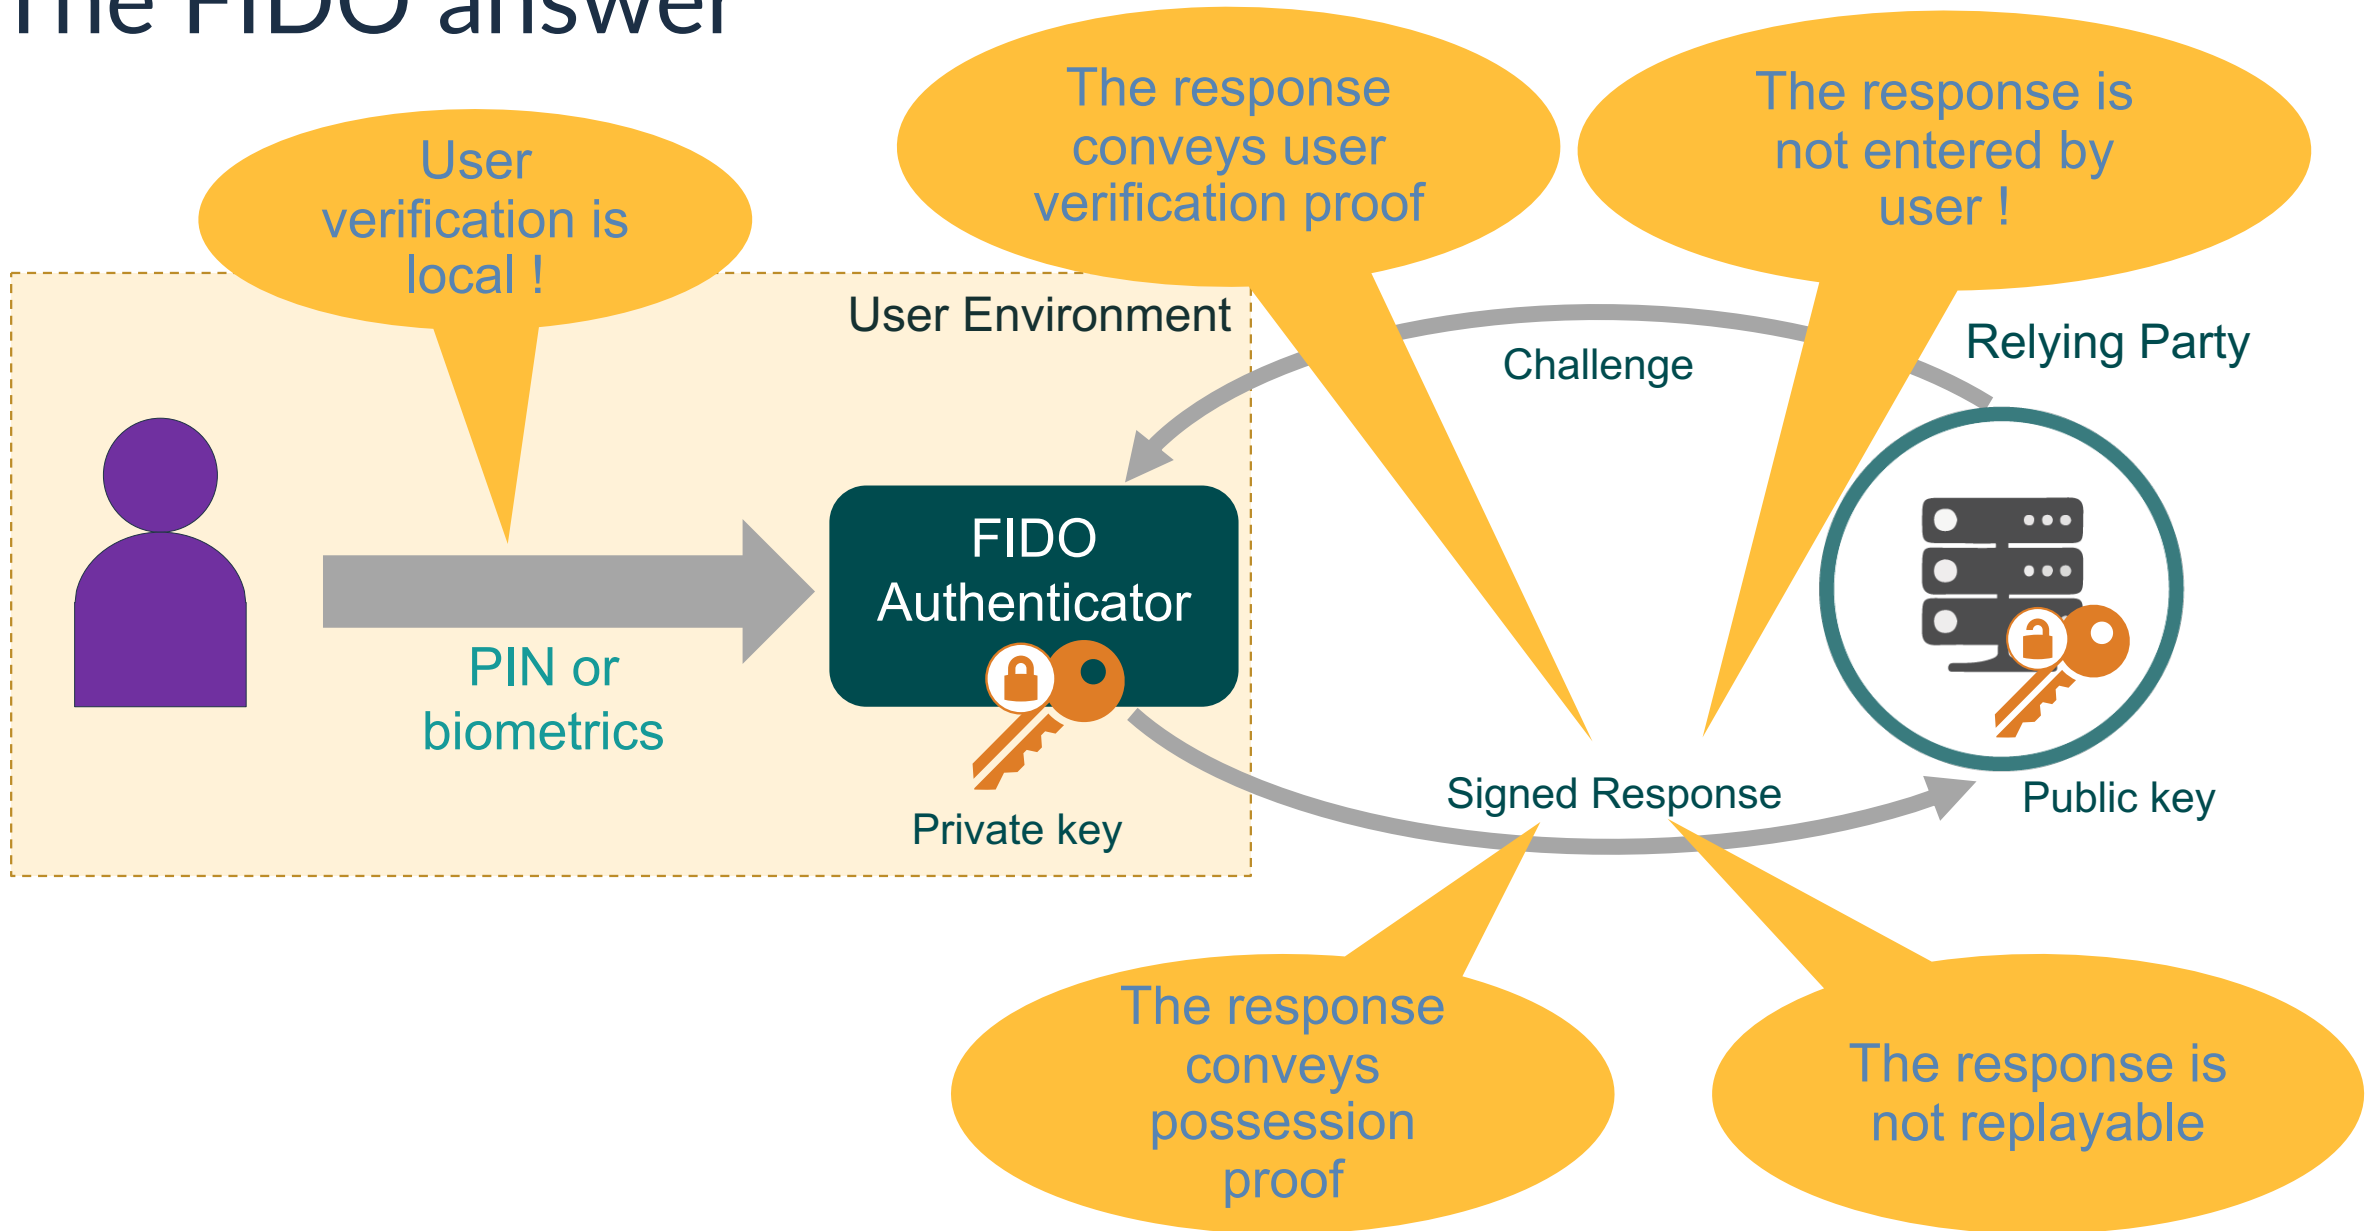 The FIDO answer
The response
conveys user
verification proof
The response is
not entered by
user !
User
verification is
local !
User Environment
Challenge
Relying Party
FIDO
Authenticator
PIN or
biometrics
Private key
Signed Response
Public key
The response
conveys
possession
proof
The response is
not replayable